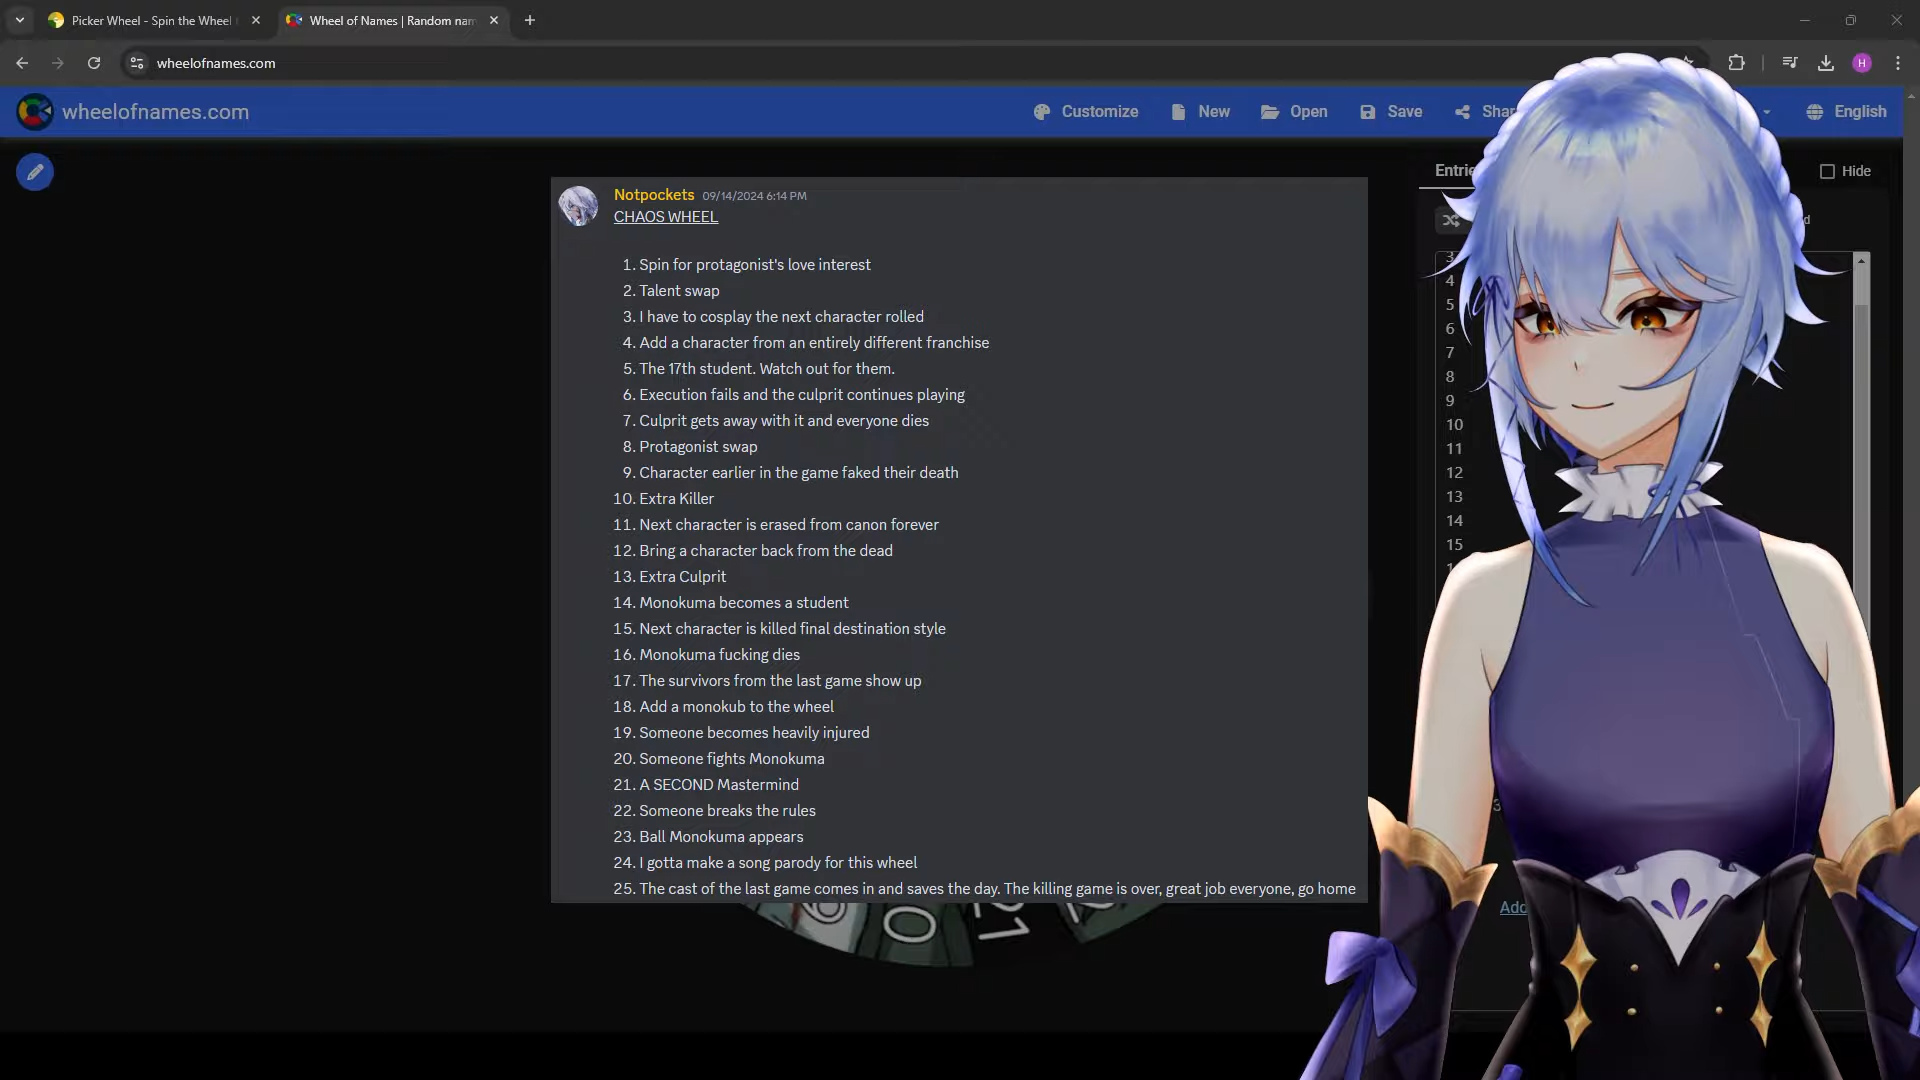 Picker Wheel - Spin the Wheel
Wheel of Names | Random nam
wheelofnames.com
H
wheelofnames.com
Customize
New
Open
Save
Shar
English
Entrie
Hide
Notpockets 09/14/2024 6:14 PM
CHAOS WHEEL
1. Spin for protagonist's love interest
2. Talent swap
3. I have to cosplay the next character rolled
4. Add a character from an entirely different franchise
5. The 17th student. Watch out for them.
6. Execution fails and the culprit continues playing
7. Culprit gets away with it and everyone dies
8. Protagonist swap
9. Character earlier in the game faked their death
10. Extra Killer
11. Next character is erased from canon forever
12. Bring a character back from the dead
13. Extra Culprit
14. Monokuma becomes a student
15. Next character is killed final destination style
16. Monokuma fucking dies
17. The survivors from the last game show up
18. Add a monokub to the wheel
19. Someone becomes heavily injured
20. Someone fights Monokuma
21. A SECOND Mastermind
22. Someone breaks the rules
23. Ball Monokuma appears
24. I gotta make a song parody for this wheel
25. The cast of the last game comes in and saves the day. The killing game is over, great job everyone, go home
3
4
5
6
7
8
9
10
11
12
13
14
15
Add
21